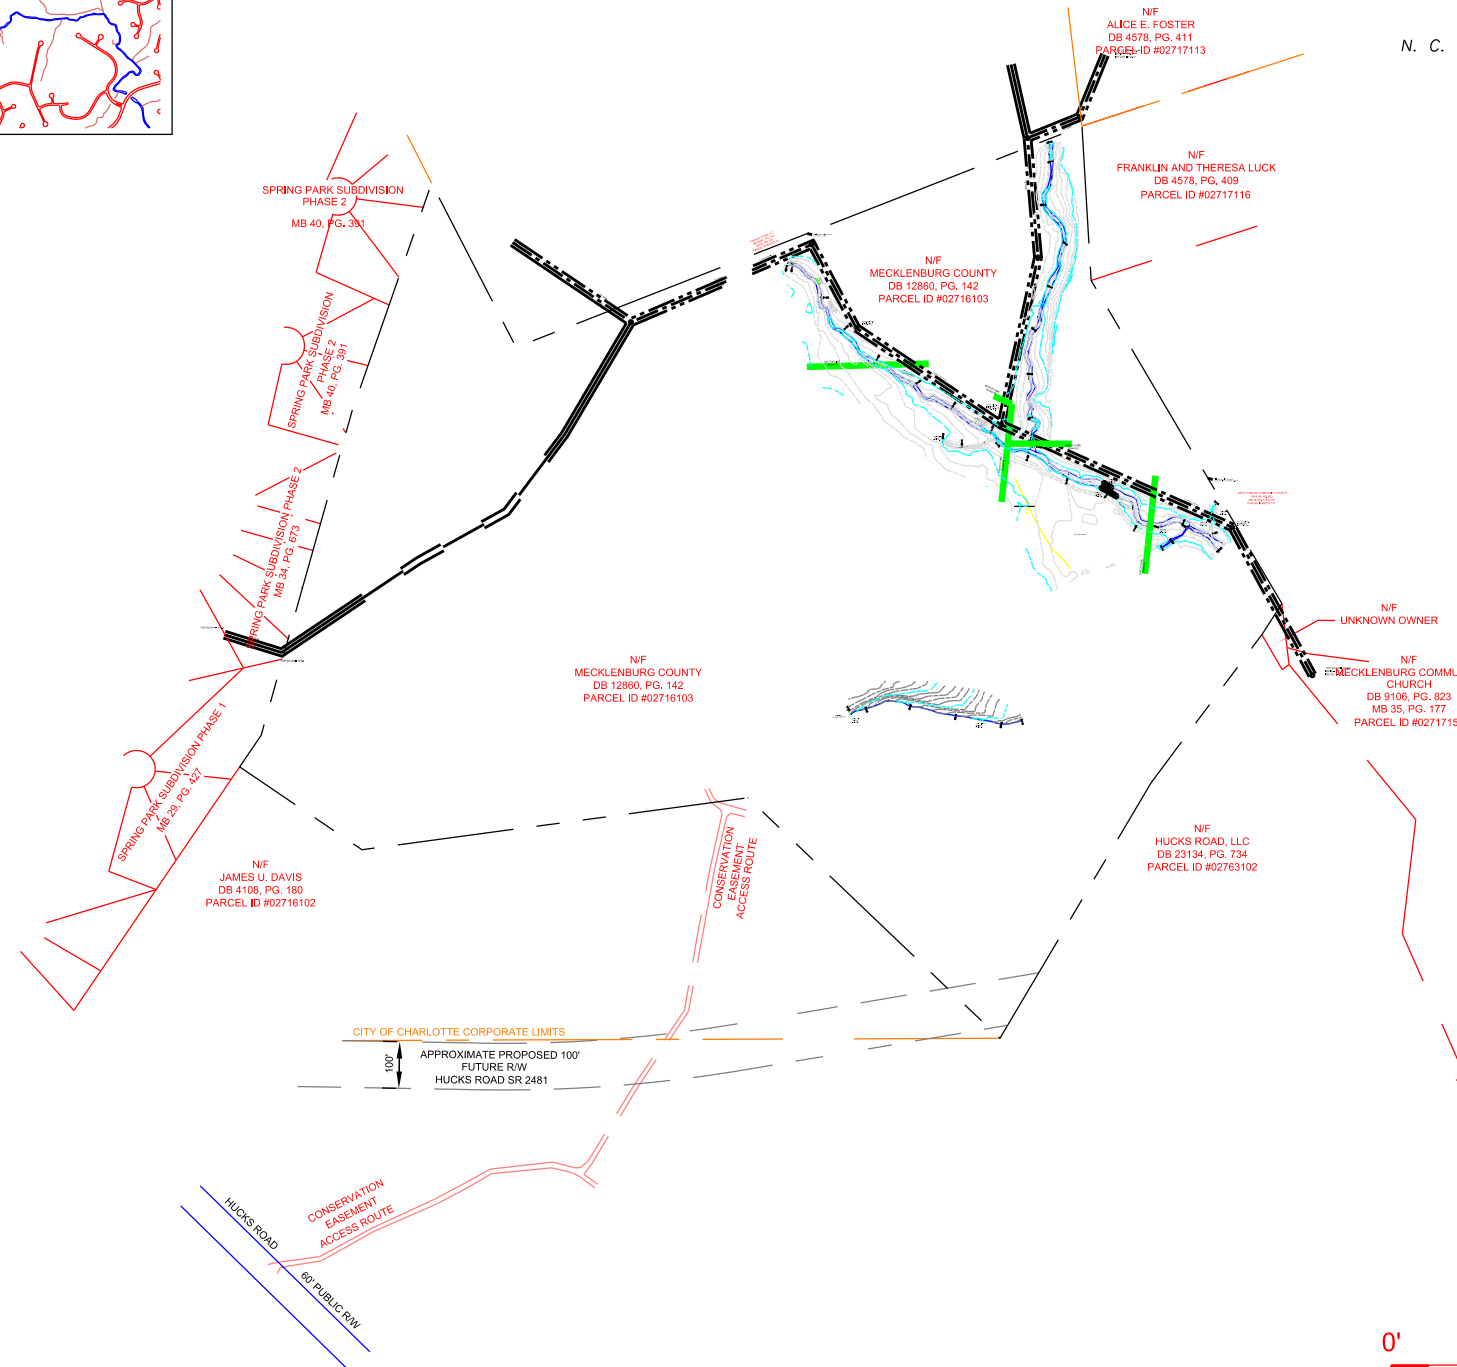 N/F
ALICE E. FOSTER
DB 4578, PG. 411
PARCEL ID #02717113
N. C.
N/F
FRANKLIN AND THERESA LUCK
DB 4578, PG, 409
PARCEL ID #02717116
SPRING PARK SUBDIVISION
PHASE 2
MB 40, PG. 391
N/F
MECKLENBURG COUNTY
DB 12860, PG. 142
PARCEL ID #02716103
SPRING PARK SUBDIVISION
PHASE 2
MB 40, PG. 391
SPRING PARK SUBDIVISION PHASE 2
MB 34, PG. 673
N/F
UNKNOWN OWNER
N/F
MECKLENBURG COMMU
CHURCH
DB 9106, PG. 823
MB 35, PG. 177
PARCEL ID #0271715
N/F
MECKLENBURG COUNTY
DB 12860, PG. 142
PARCEL ID #02716103
SPRING PARK SUBDIVISION PHASE 1
MB 29, PG. 427
N/F
JAMES U. DAVIS
DB 4108, PG. 180
PARCEL ID #02716102
CONSERVATION
EASEMENT
ACCESS ROUTE
N/F
HUCKS ROAD, LLC
DB 23134, PG. 734
PARCEL ID #02763102
CITY OF CHARLOTTE CORPORATE LIMITS
100'
APPROXIMATE PROPOSED 100'
FUTURE R/W
HUCKS ROAD SR 2481
CONSERVATION
EASEMENT
ACCESS ROUTE
HUCKS ROAD
60' PUBLIC R/W
0'